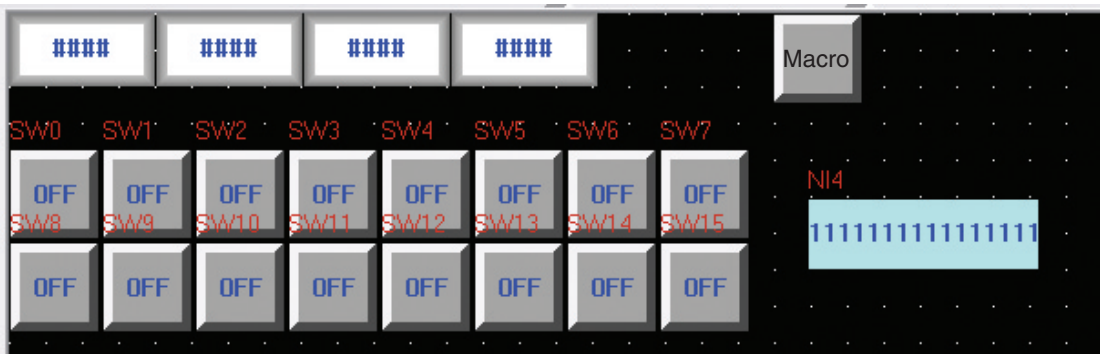 #### #### #### #### Macro
SW0 SW1 SW2 SW3 SW4 SW5 SW6 SW7
OFF OFF OFF OFF OFF OFF OFF OFF
NI4
SW8 SW9 SW10 SW11 SW12 SW13 SW14 SW15
1111111111111111
OFF OFF OFF OFF OFF OFF OFF OFF